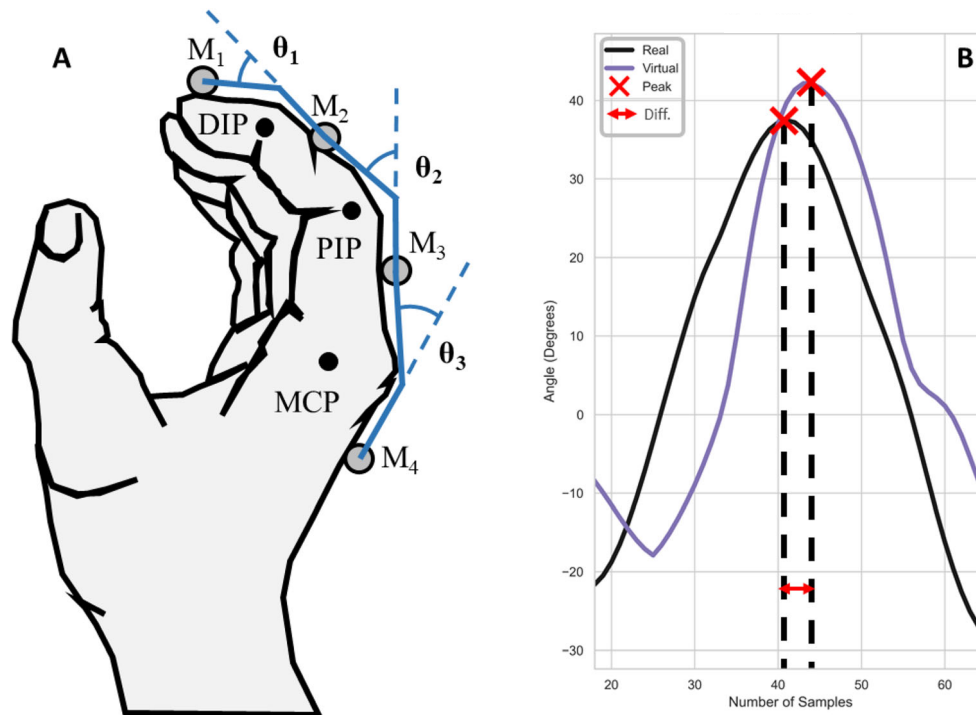 A
M1
θ1
M2
DIP
θ2
PIP
M3
θ3
MCP
M4
B
Real
Virtual
Peak
Diff.
Angle (Degrees)
40
30
20
10
0
−10
−20
−30
20
30
40
50
60
Number of Samples